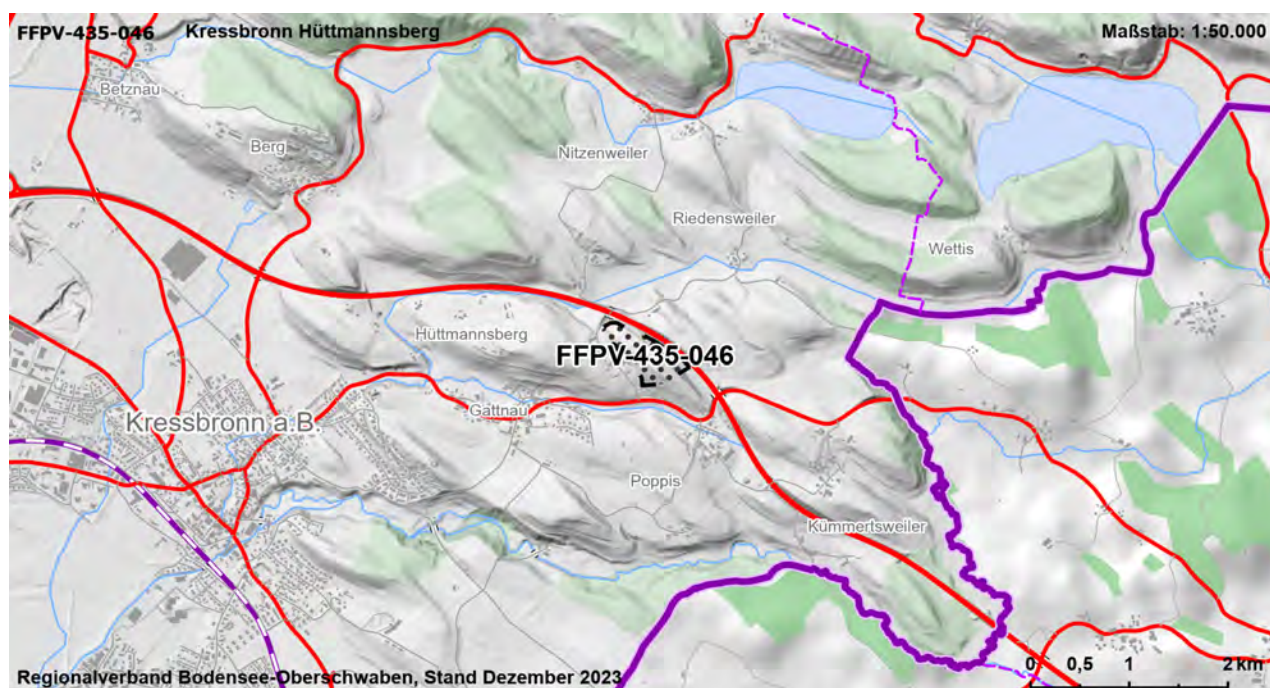 FFPV-435-046 Kressbronn Hüttmannsberg Maßstab: 1:50.000
Betznau
Berg
Nitzenweiler
Riedensweiler
Wettis
Hüttmannsberg
FFPV-435-046
Gattnau
Kressbronn a.B.
Poppis
Kümmertsweiler
0 0,5 1 2 km
Regionalverband Bodensee-Oberschwaben, Stand Dezember 2023